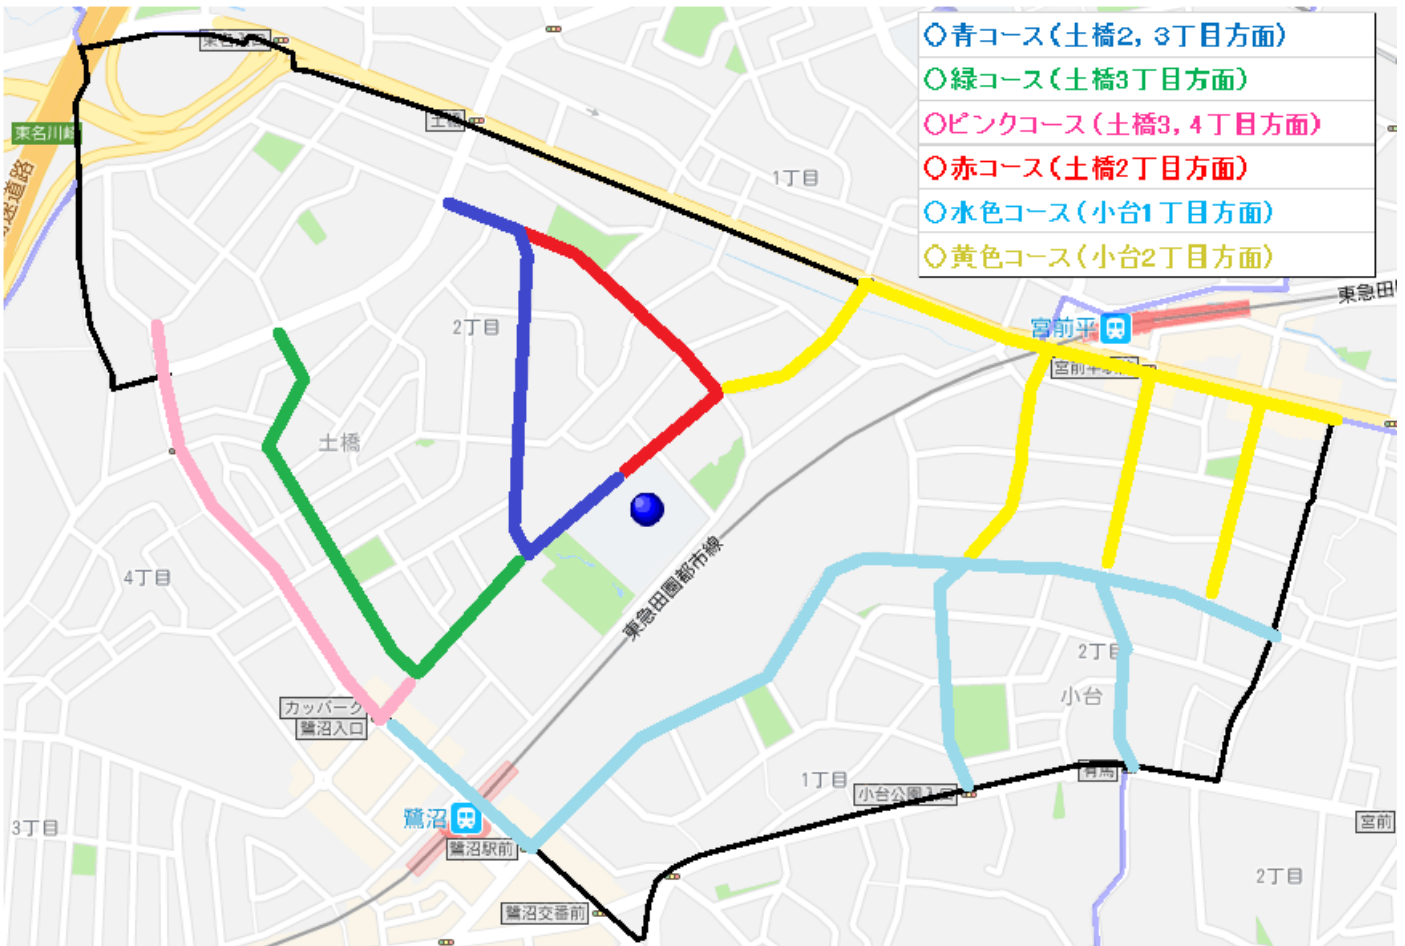 ○青コース(土橋2，3丁目方面)
○緑コース(土橋3丁目方面)
○ピンクコース(土橋3，4丁目方面)
○赤コース(土橋2丁目方面)
○水色コース(小台1丁目方面)
○黄色コース(小台2丁目方面)
土橋
1丁目
東名川崎
速道路
東急田
宮前平
2丁目
土橋
4丁目
東急田園都市線
2丁目
小台
カッパーク
鷺沼入口
1丁目
小台公園入口
有馬
鷺沼
鷺沼駅前
3丁目
宮前
2丁目
鷺沼交番前